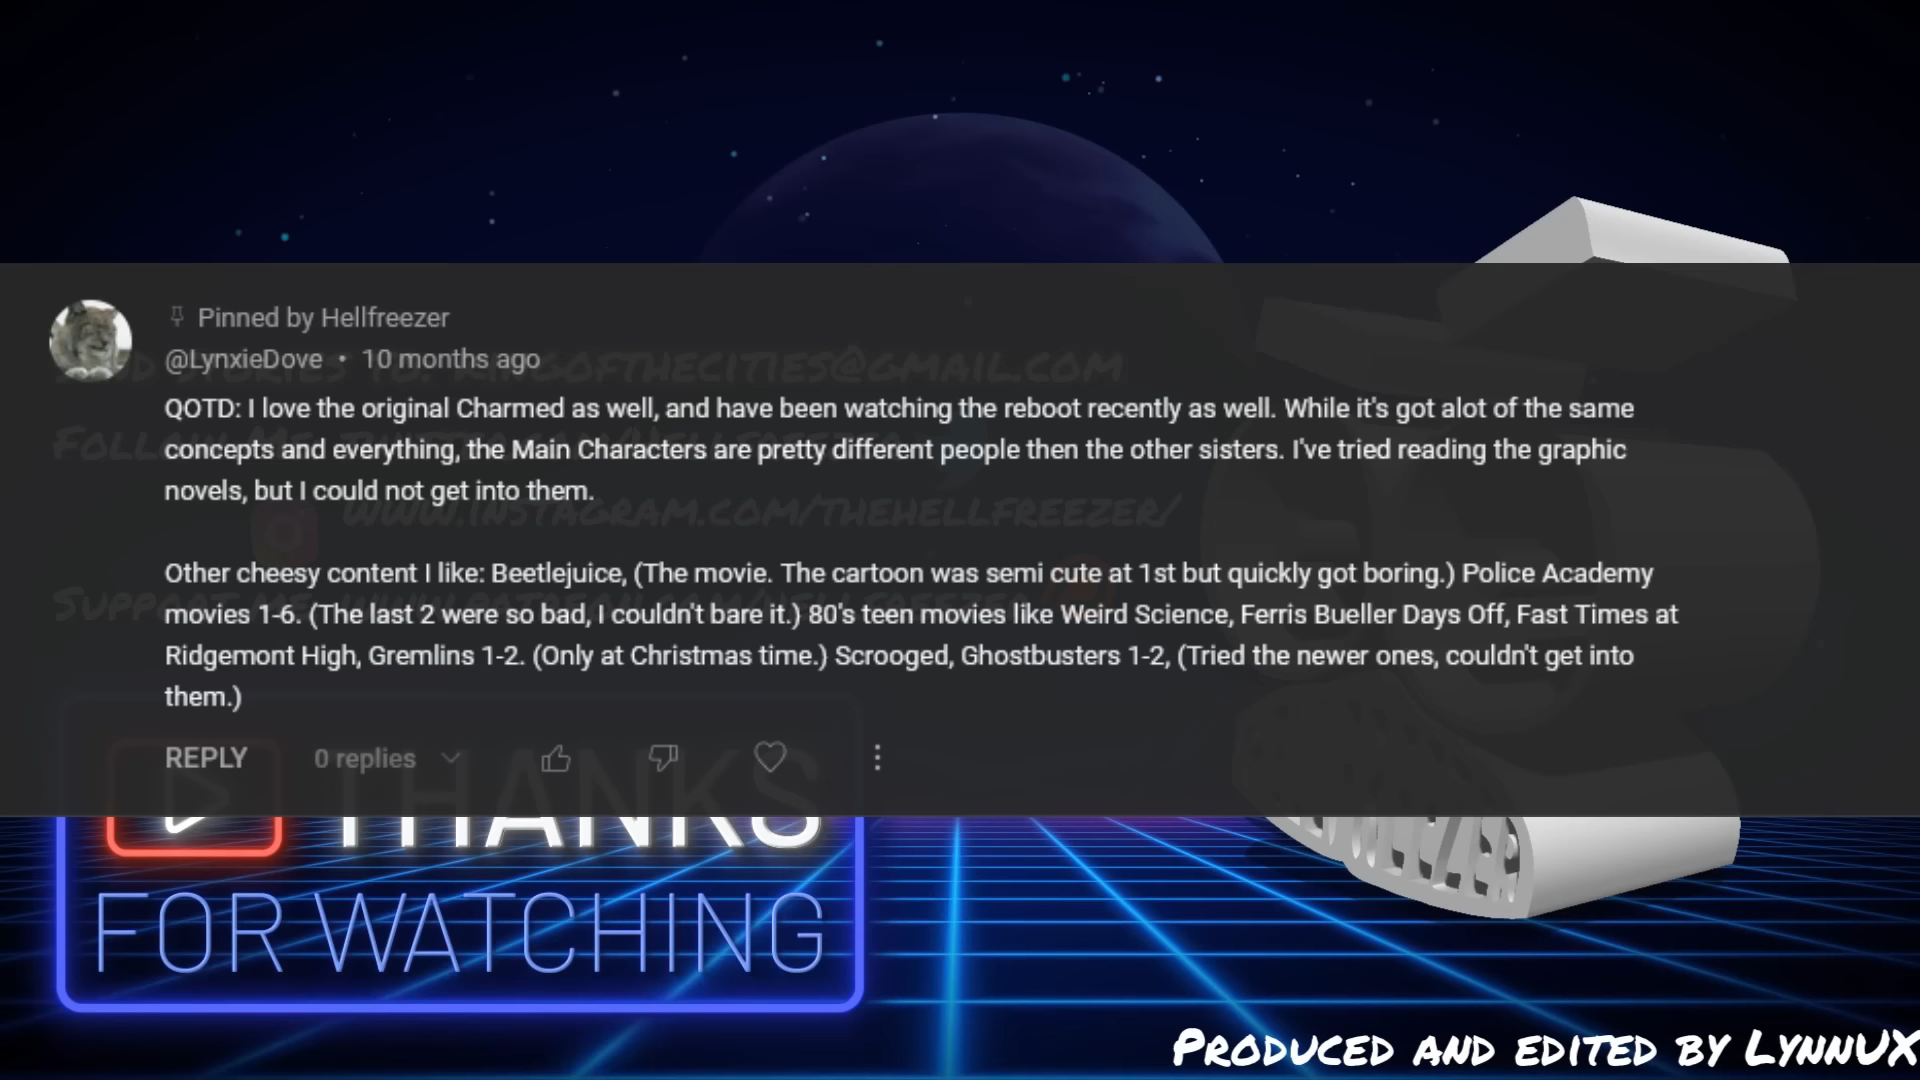 Pinned by Hellfreezer
@LynxieDove • 10 months ago
QOTD: I love the original Charmed as well, and have been watching the reboot recently as well. While it's got alot of the same
concepts and everything, the Main Characters are pretty different people then the other sisters. I've tried reading the graphic
novels, but I could not get into them.
Other cheesy content I like: Beetlejuice, (The movie. The cartoon was semi cute at 1st but quickly got boring.) Police Academy
movies 1-6. (The last 2 were so bad, I couldn't bare it.) 80's teen movies like Weird Science, Ferris Bueller Days Off, Fast Times at
Ridgemont High, Gremlins 1-2. (Only at Christmas time.) Scrooged, Ghostbusters 1-2, (Tried the newer ones, couldn't get into
them.)
REPLY 0 replies
www.instagram.com/thehellfreezer/
THANKS
FOR WATCHING
Produced and edited by LynnUX